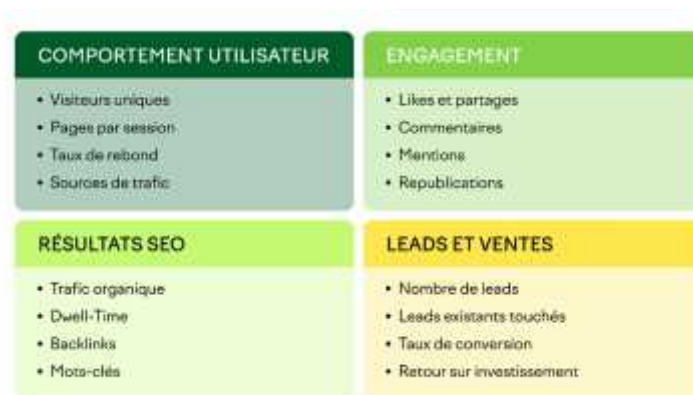 COMPORTEMENT UTILISATEUR
• Visiteurs uniques
• Pages par session
• Taux de rebond
• Sources de trafic
ENGAGEMENT
• Likes et partages
• Commentaires
• Mentions
• Republications
RÉSULTATS SEO
• Trafic organique
• Dwell-Time
• Backlinks
• Mots-clés
LEADS ET VENTES
• Nombre de leads
• Leads existants touchés
• Taux de conversion
• Retour sur investissement